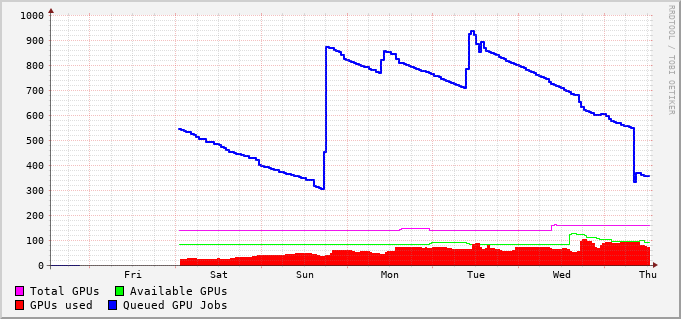 1000
900
800
700
600
500
400
300
200
100
0
Fri Sat Sun Mon Tue Wed Thu
Total GPUs Available GPUs
GPUs used Queued GPU Jobs
RRDTOOL / TOBI OETIKER